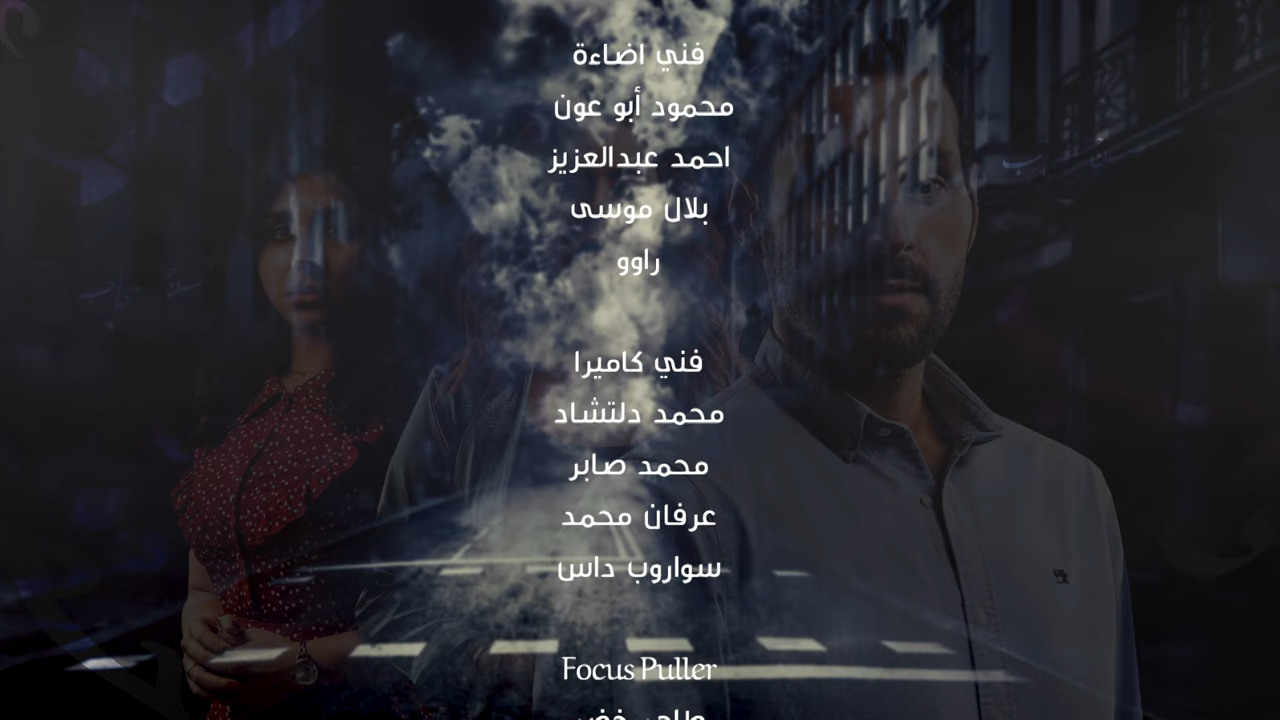 فني اضاءة
محمود أبو عون
احمد عبدالعزيز
بلال موسى
راوو
فني كاميرا
محمد دلتشاد
محمد صابر
عرفان محمد
سواروب داس
Focus Puller